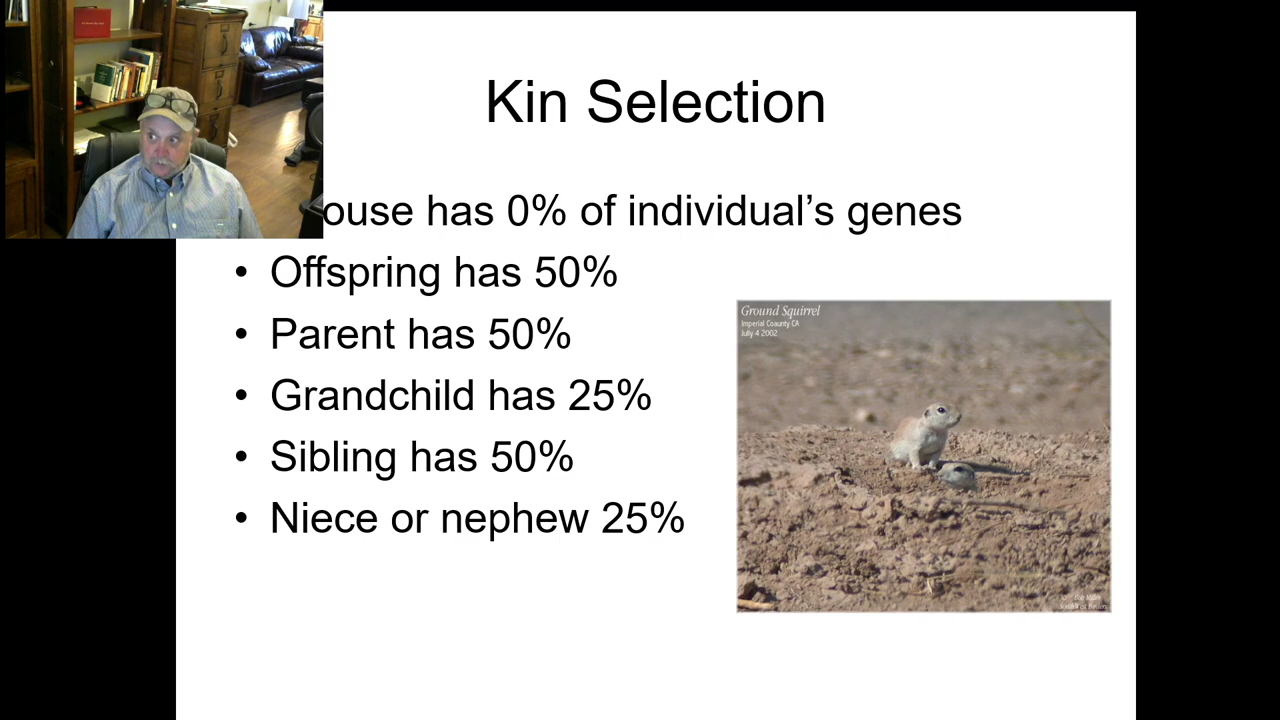 Kin Selection
ouse has 0% of individual's genes
• Offspring has 50%
• Parent has 50%
• Grandchild has 25%
• Sibling has 50%
• Niece or nephew 25%
Ground Squirrel
Imperial Coaunty, CA
July 4 2002